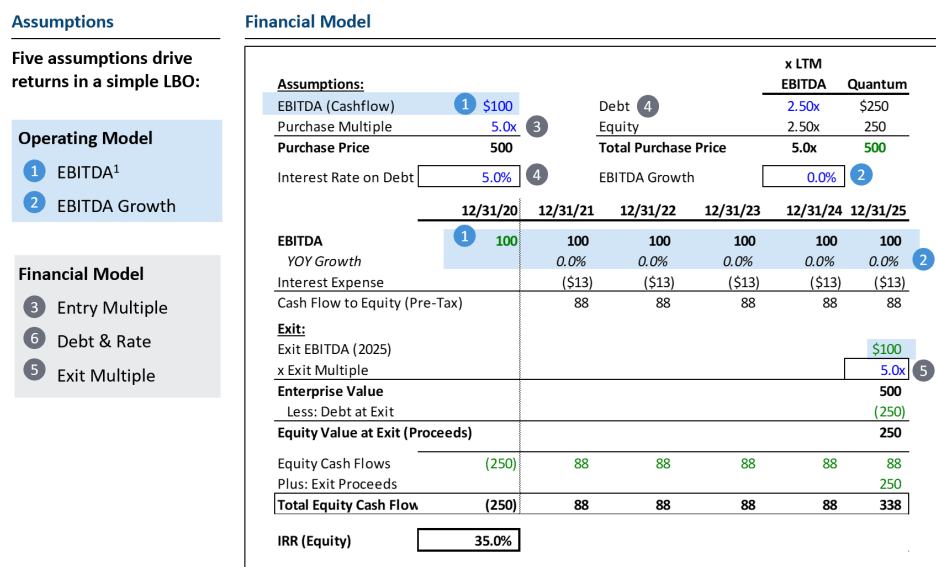 Assumptions
Five assumptions drive
returns in a simple LBO:
Operating Model
1 EBITDA¹
2 EBITDA Growth
Financial Model
3 Entry Multiple
6 Debt & Rate
5 Exit Multiple
Financial Model
x LTM
Assumptions: EBITDA Quantum
EBITDA (Cashflow) 1 $100 Debt 4 2.50x $250
Purchase Multiple 5.0x 3 Equity 2.50x 250
Purchase Price 500 Total Purchase Price 5.0x 500
Interest Rate on Debt 5.0% 4 EBITDA Growth 0.0% 2
12/31/20 12/31/21 12/31/22 12/31/23 12/31/24 12/31/25
EBITDA 1 100 100 100 100 100 100
YOY Growth 0.0% 0.0% 0.0% 0.0% 0.0% 2
Interest Expense ($13) ($13) ($13) ($13) ($13)
Cash Flow to Equity (Pre-Tax) 88 88 88 88 88
Exit:
Exit EBITDA (2025) $100
x Exit Multiple 5.0x 5
Enterprise Value 500
Less: Debt at Exit (250)
Equity Value at Exit (Proceeds) 250
Equity Cash Flows (250) 88 88 88 88 88
Plus: Exit Proceeds 250
Total Equity Cash Flow (250) 88 88 88 88 338
IRR (Equity) 35.0%